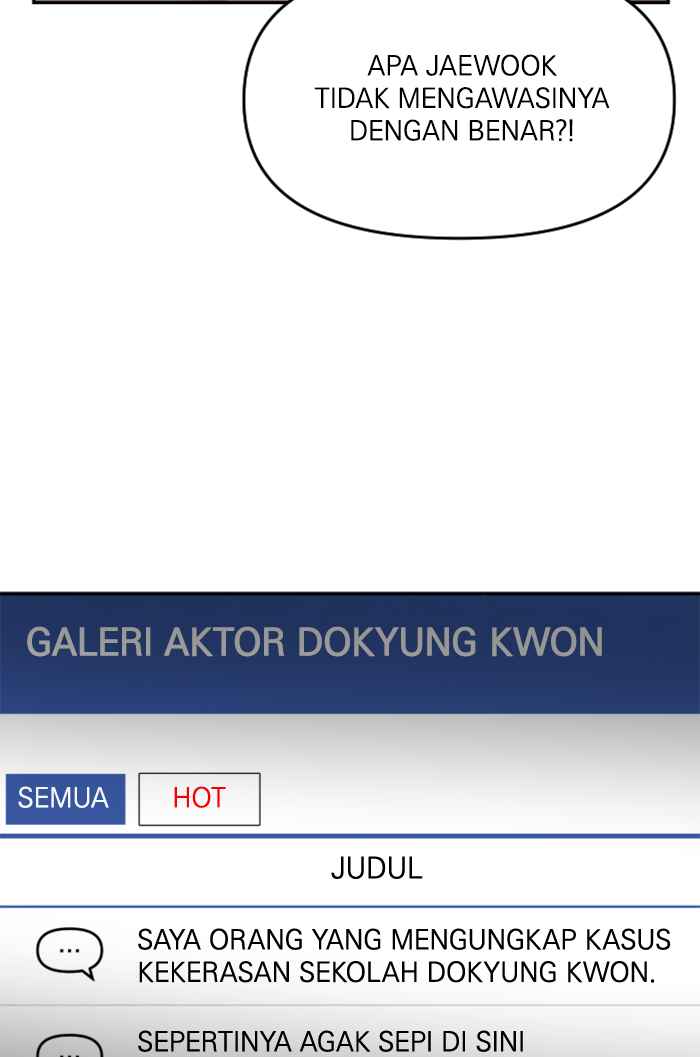 APA JAEWOOK
TIDAK MENGAWASINYA
DENGAN BENAR?!
GALERI AKTOR DOKYUNG KWON
SEMUA
HOT
JUDUL
SAYA ORANG YANG MENGUNGKAP KASUS
KEKERASAN SEKOLAH DOKYUNG KWON.
SEPERTINYA AGAK SEPI DI SINI